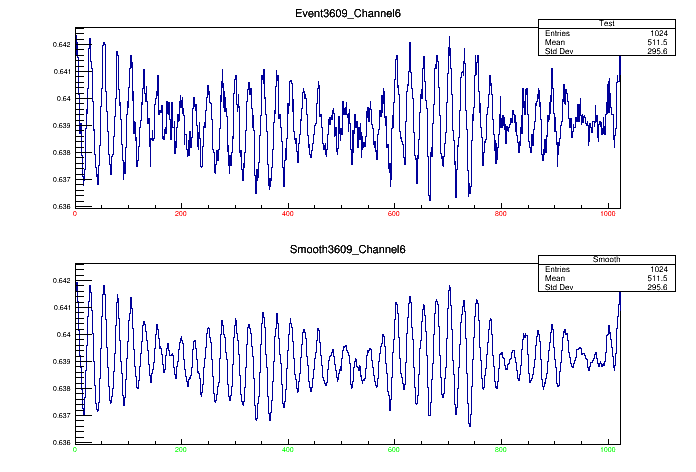 Event3609_Channel6
Test
Entries 1024
Mean 511.5
Std Dev 295.6
0.642
0.641
0.64
0.639
0.638
0.637
0.636
0 200 400 600 800 1000
Smooth3609_Channel6
Smooth
Entries 1024
Mean 511.5
Std Dev 295.6
0.642
0.641
0.64
0.639
0.638
0.637
0.636
0 200 400 600 800 1000